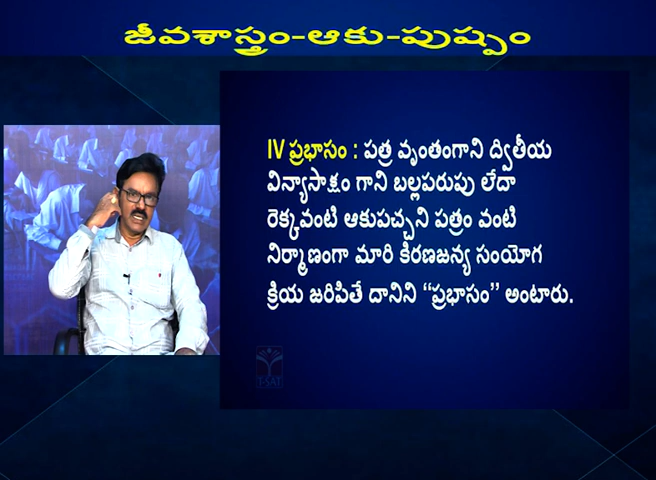 జీవశాస్త్రం-ఆకు-పుష్పం
IV ప్రభాసం : పత్ర వృంతంగాని ద్వితీయ
విన్యాసాక్షం గాని బల్లపరుపు లేదా
రెక్కవంటి ఆకుపచ్చని పత్రం వంటి
నిర్మాణంగా మారి కిరణజన్య సంయోగ
క్రియ జరిపితే దానిని “ప్రభాసం” అంటారు.
T-SAT